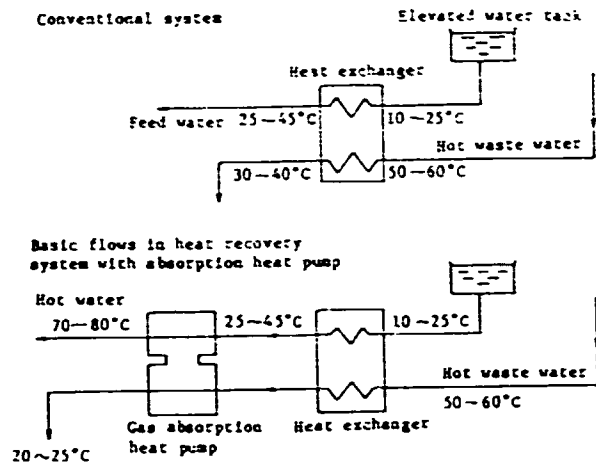 Conventional system
Elevated water tank
Heat exchanger
Feed water
25~45°C
10~25°C
Hot waste water
30~40°C
50~60°C
Basic flows in heat recovery
system with absorption heat pump
Hot water
70~80°C
25~45°C
10~25°C
Hot waste water
50~60°C
Gas absorption
heat pump
Heat exchanger
20~25°C